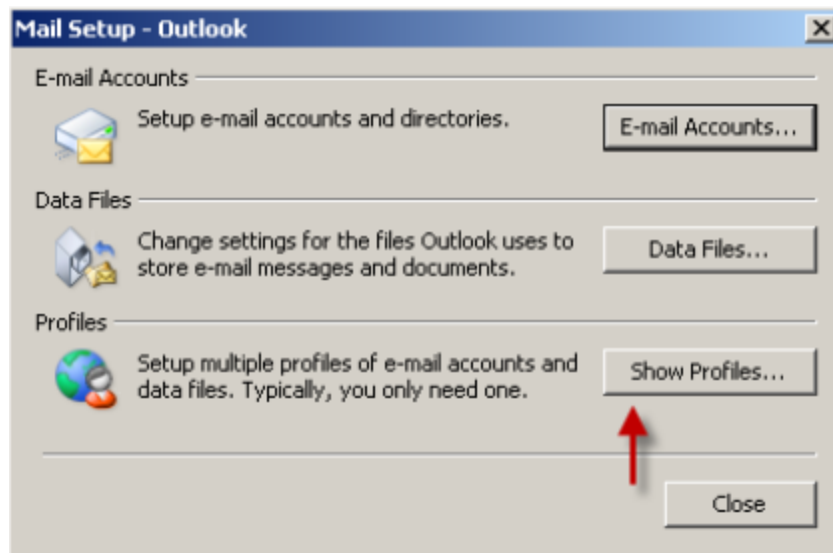 Mail Setup - Outlook
E-mail Accounts
Setup e-mail accounts and directories.
E-mail Accounts...
Data Files
Change settings for the files Outlook uses to
store e-mail messages and documents.
Data Files...
Profiles
Setup multiple profiles of e-mail accounts and
data files. Typically, you only need one.
Show Profiles...
Close